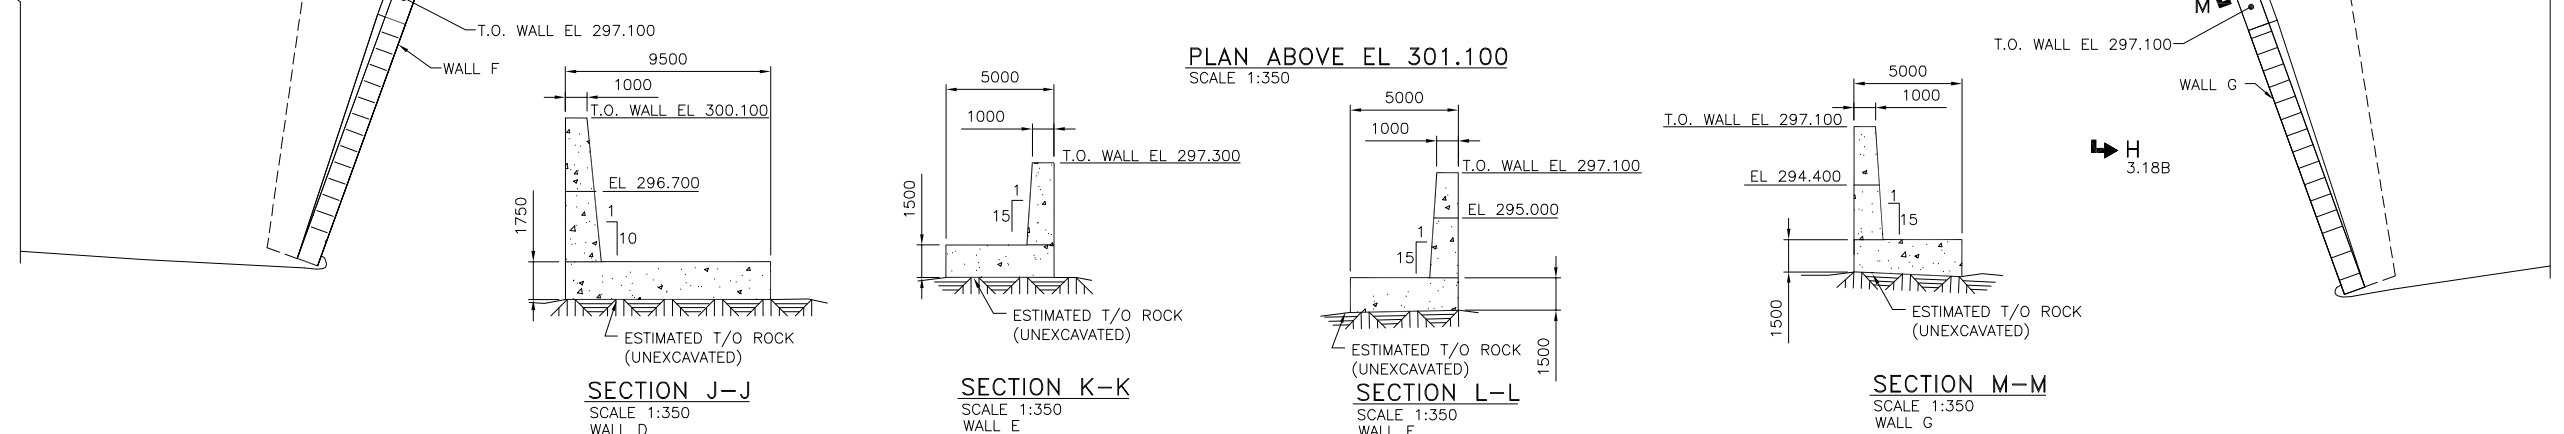 T.O. WALL EL 297.100
WALL F
PLAN ABOVE EL 301.100
SCALE 1:350
9500
1000
T.O. WALL EL 300.100
EL 296.700
1750
1
10
ESTIMATED T/O ROCK
(UNEXCAVATED)
SECTION J-J
SCALE 1:350
WALL D
5000
1000
T.O. WALL EL 297.300
1500
1
15
ESTIMATED T/O ROCK
(UNEXCAVATED)
SECTION K-K
SCALE 1:350
WALL E
5000
1000
T.O. WALL EL 297.100
EL 295.000
1
15
1500
ESTIMATED T/O ROCK
(UNEXCAVATED)
SECTION L-L
SCALE 1:350
WALL F
5000
1000
T.O. WALL EL 297.100
EL 294.400
1
15
1500
ESTIMATED T/O ROCK
(UNEXCAVATED)
SECTION M-M
SCALE 1:350
WALL G
M
T.O. WALL EL 297.100
WALL G
H
3.18B